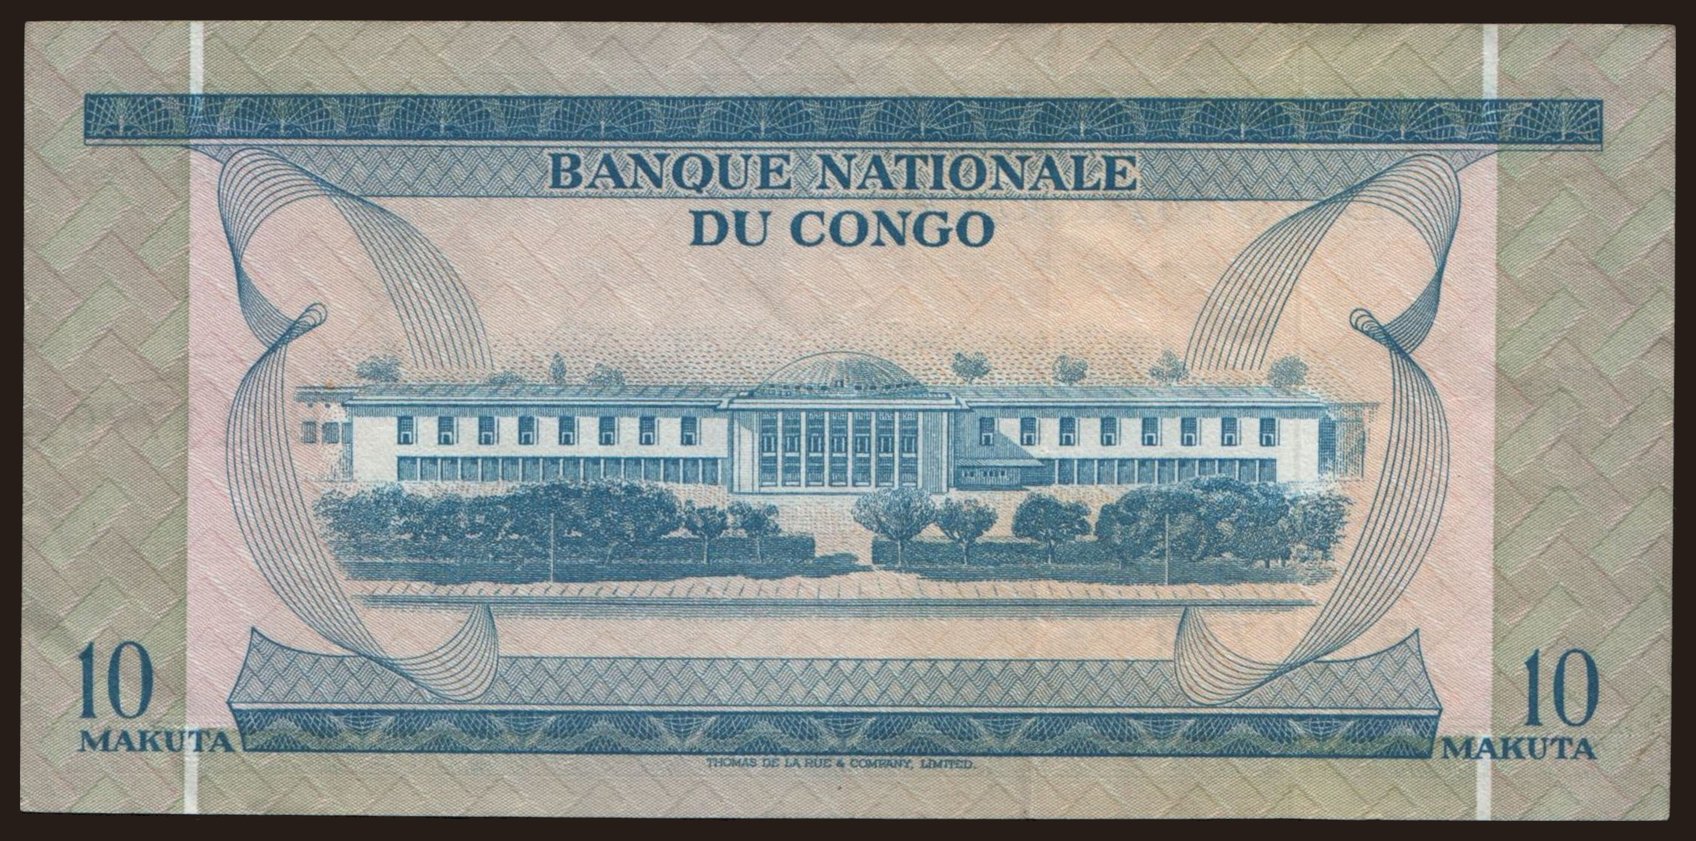 BANQUE NATIONALE
DU CONGO
10
MAKUTA
10
MAKUTA
THOMAS DE LA RUE & COMPANY, LIMITED.